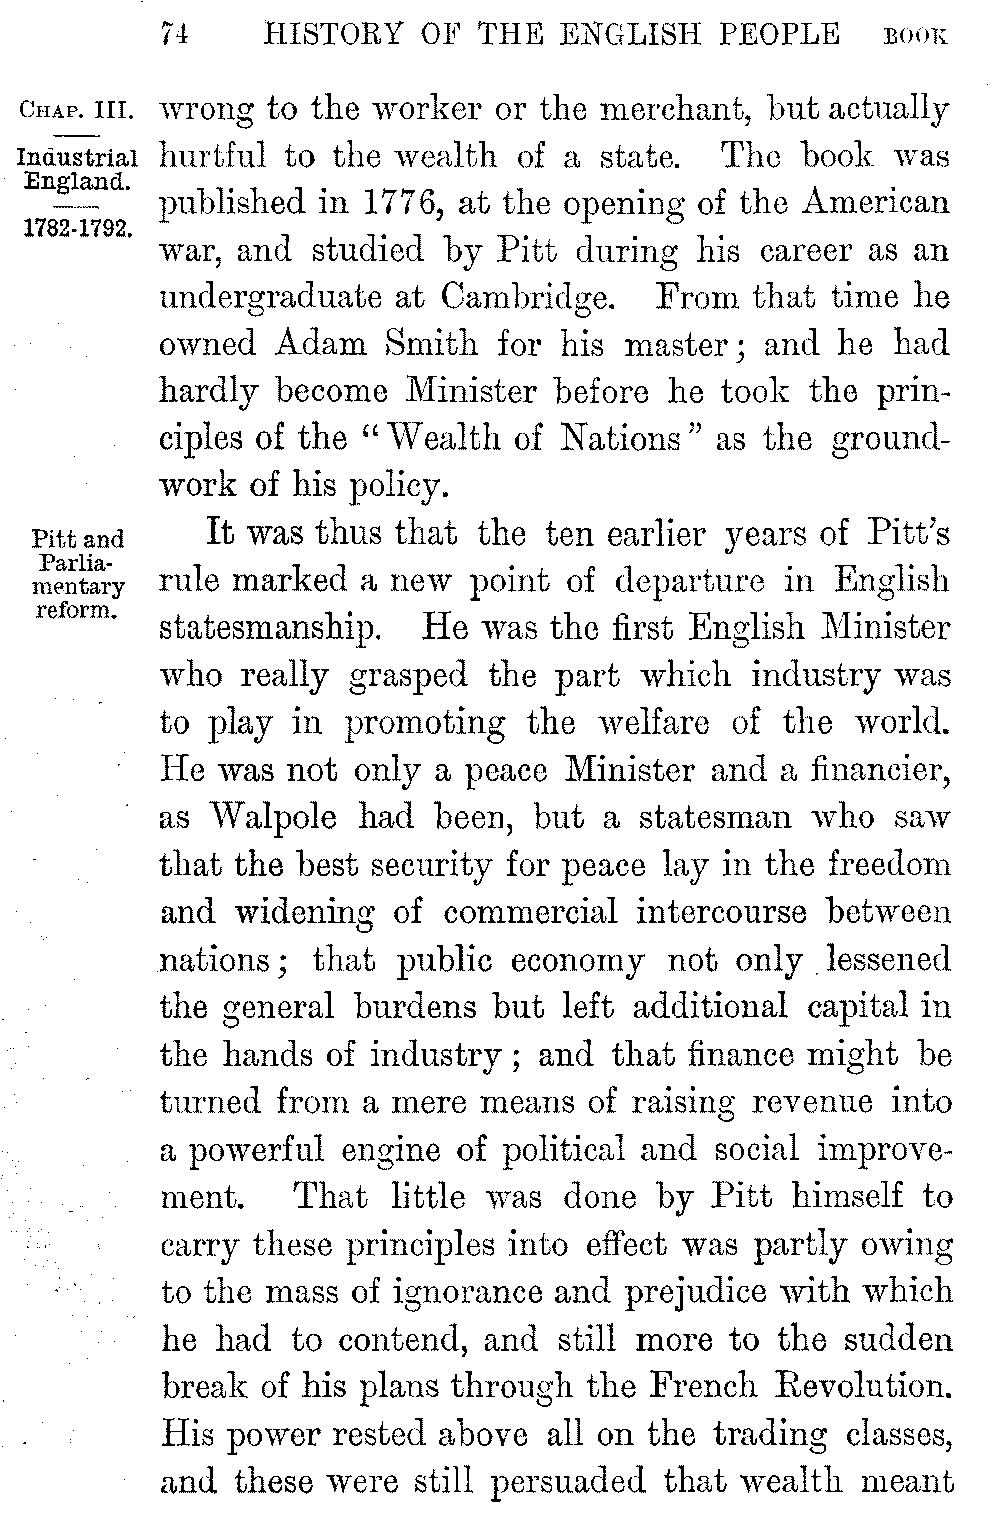 74 HISTORY OF THE ENGLISH PEOPLE BOOK
CHAP. III.
Industrial
England.
1782-1792.
wrong to the worker or the merchant, but actually
hurtful to the wealth of a state. The book was
published in 1776, at the opening of the American
war, and studied by Pitt during his career as an
undergraduate at Cambridge. From that time he
owned Adam Smith for his master; and he had
hardly become Minister before he took the prin-
ciples of the "Wealth of Nations" as the ground-
work of his policy.
Pitt and
Parlia-
mentary
reform.
It was thus that the ten earlier years of Pitt's
rule marked a new point of departure in English
statesmanship. He was the first English Minister
who really grasped the part which industry was
to play in promoting the welfare of the world.
He was not only a peace Minister and a financier,
as Walpole had been, but a statesman who saw
that the best security for peace lay in the freedom
and widening of commercial intercourse between
nations; that public economy not only lessened
the general burdens but left additional capital in
the hands of industry; and that finance might be
turned from a mere means of raising revenue into
a powerful engine of political and social improve-
ment. That little was done by Pitt himself to
carry these principles into effect was partly owing
to the mass of ignorance and prejudice with which
he had to contend, and still more to the sudden
break of his plans through the French Revolution.
His power rested above all on the trading classes,
and these were still persuaded that wealth meant